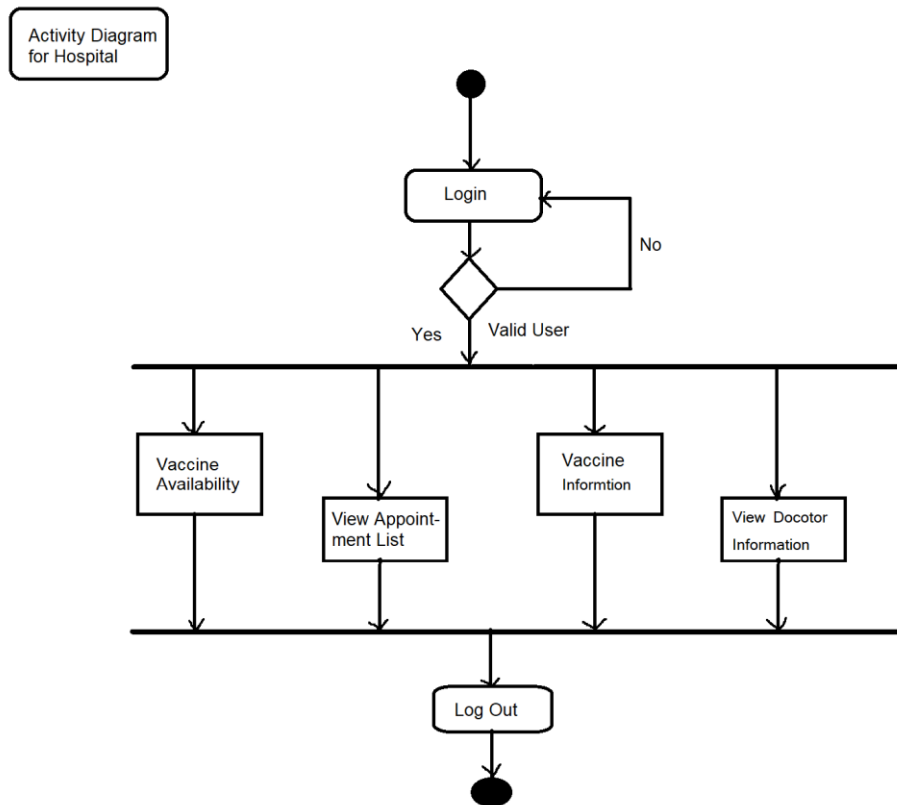 Activity Diagram
for Hospital
Login
No
Yes
Valid User
Vaccine
Availability
View Appoint-
ment List
Vaccine
Informtion
View Docotor
Information
Log Out